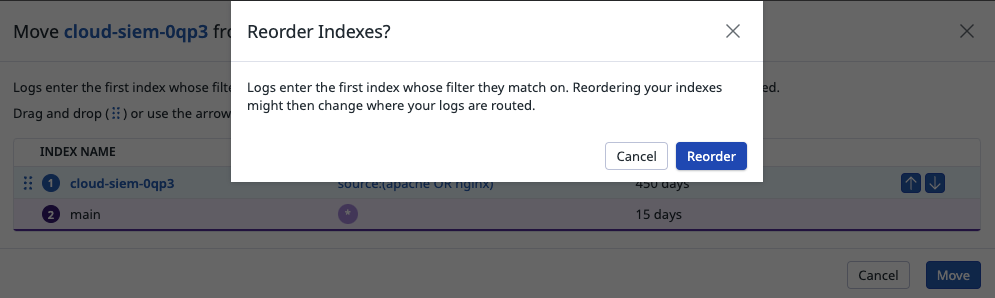 Move cloud-siem-0qp3
Reorder Indexes?
Logs enter the first index whose filter they match on. Reordering your indexes
might then change where your logs are routed.
Cancel
Reorder
Logs enter the first index whose
Drag and drop ( ) or use the arrow
INDEX NAME
1 cloud-siem-0qp3 source:(apache OR nginx) 450 days
2 main * 15 days
Cancel
Move